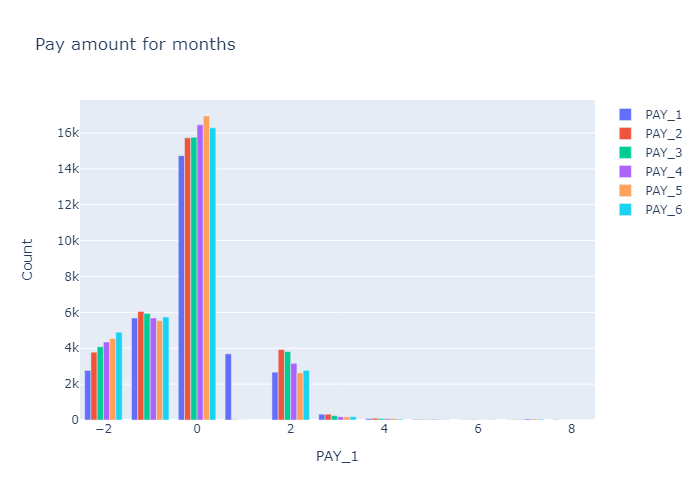 Pay amount for months
PAY_1
PAY_2
PAY_3
PAY_4
PAY_5
PAY_6
16k
14k
12k
10k
8k
6k
4k
2k
0
Count
−2 0 2 4 6 8
PAY_1